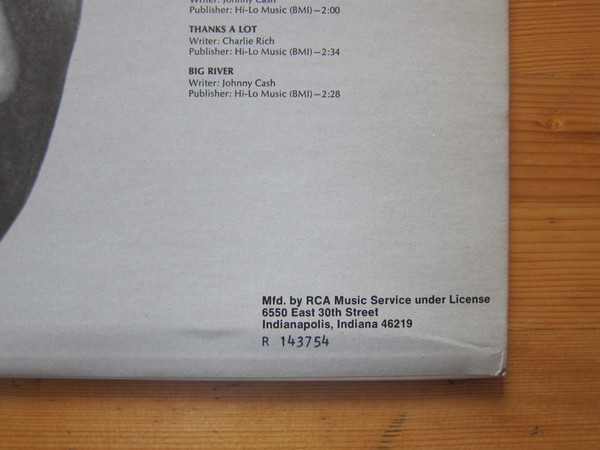 Writer: Johnny Cash
Publisher: Hi-Lo Music (BMI)—2:00
THANKS A LOT
Writer: Charlie Rich
Publisher: Hi-Lo Music (BMI)—2:34
BIG RIVER
Writer: Johnny Cash
Publisher: Hi-Lo Music (BMI)—2:28
Mfd. by RCA Music Service under License
6550 East 30th Street
Indianapolis, Indiana 46219
R 143754